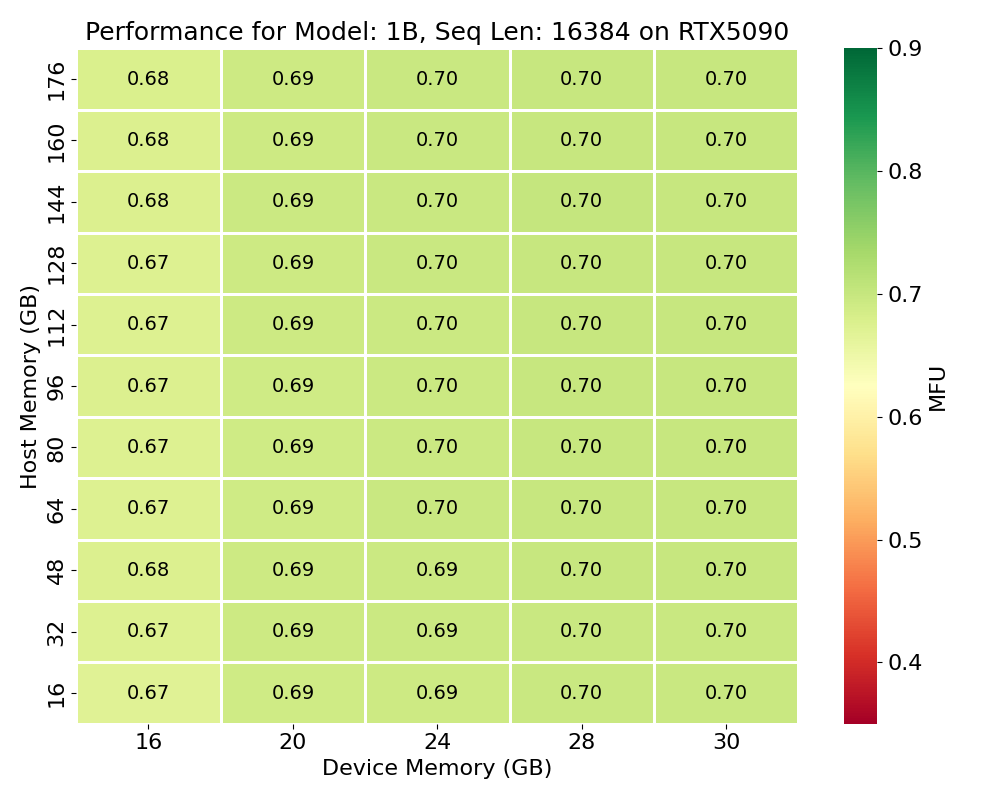 Performance for Model: 1B, Seq Len: 16384 on RTX5090
176 0.68 0.69 0.70 0.70 0.70
160 0.68 0.69 0.70 0.70 0.70
144 0.68 0.69 0.70 0.70 0.70
128 0.67 0.69 0.70 0.70 0.70
112 0.67 0.69 0.70 0.70 0.70
96 0.67 0.69 0.70 0.70 0.70
80 0.67 0.69 0.70 0.70 0.70
64 0.67 0.69 0.70 0.70 0.70
48 0.68 0.69 0.69 0.70 0.70
32 0.67 0.69 0.69 0.70 0.70
16 0.67 0.69 0.69 0.70 0.70
16 20 24 28 30
Device Memory (GB)
Host Memory (GB)
0.9
0.8
0.7
0.6
0.5
0.4
MFU